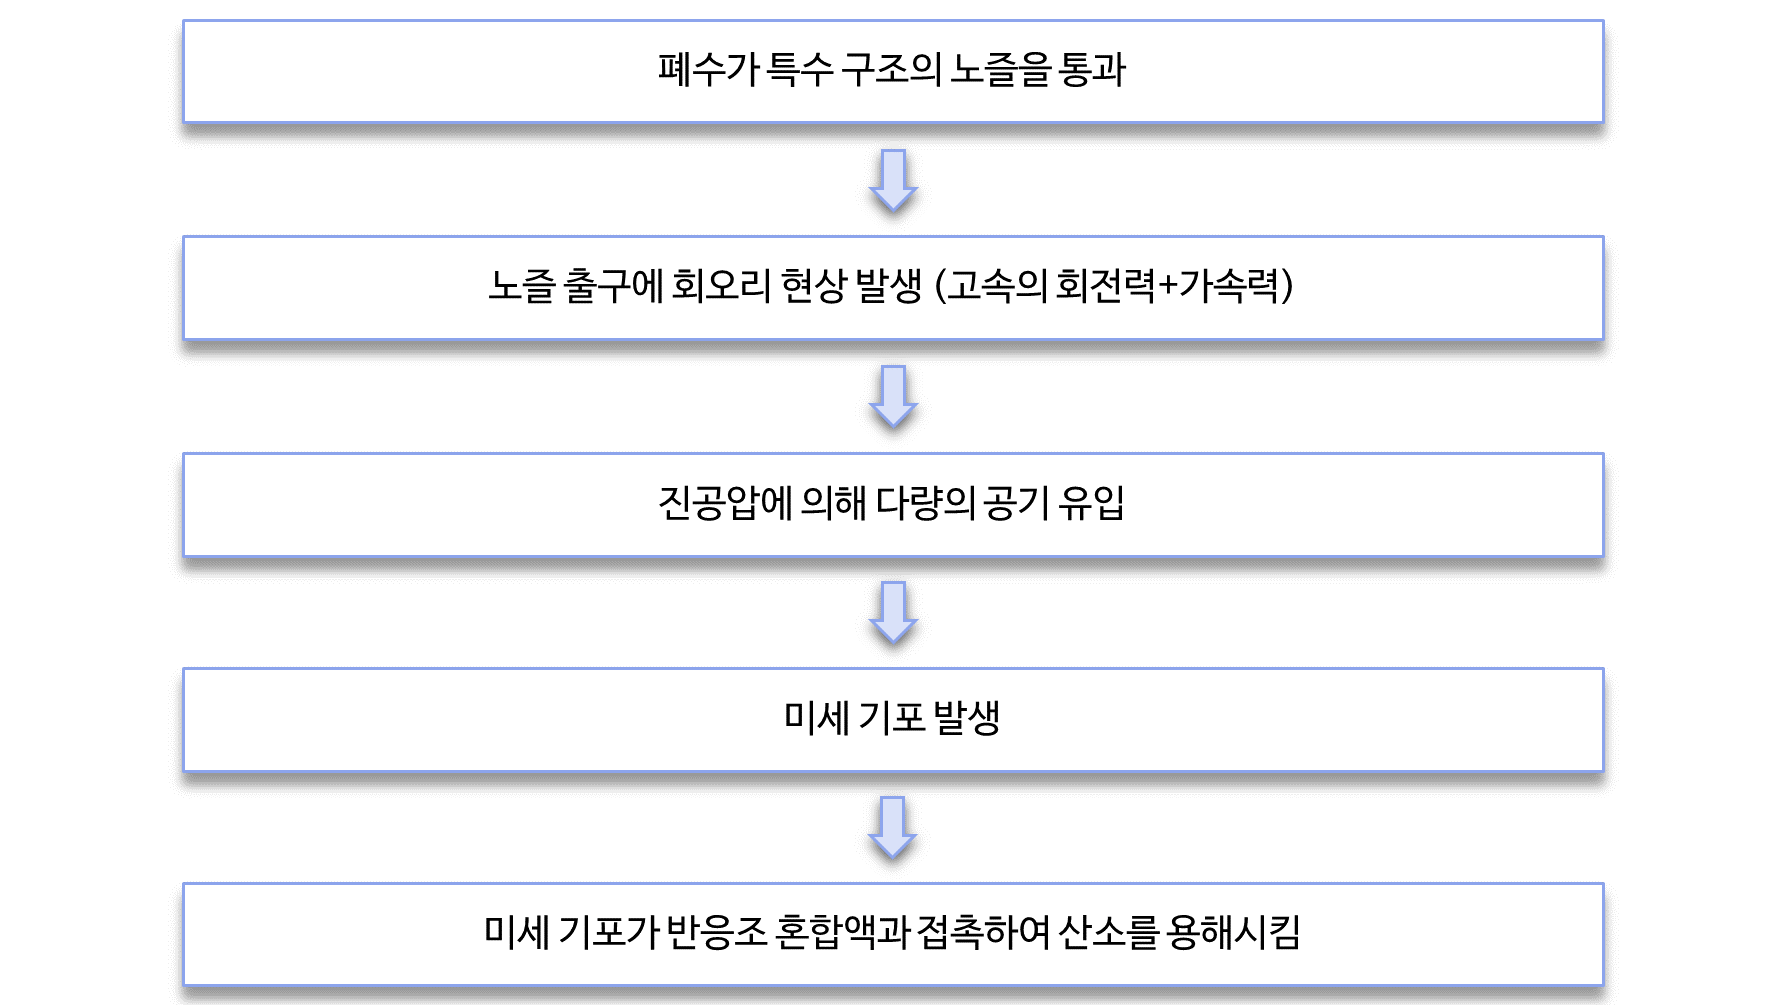 폐수가 특수 구조의 노즐을 통과
노즐 출구에 회오리 현상 발생 (고속의 회전력+가속력)
진공압에 의해 다량의 공기 유입
미세 기포 발생
미세 기포가 반응조 혼합액과 접촉하여 산소를 용해시킴